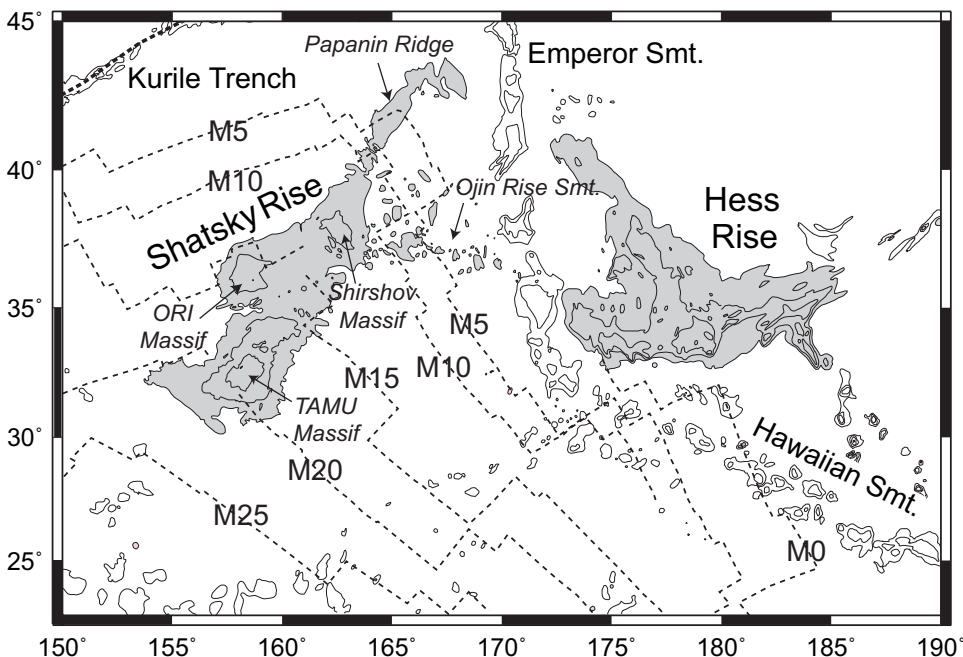 45°
Papanin Ridge
Emperor Smt.
Kurile Trench
M5
40°
M10
Ojin Rise Smt.
Shatsky Rise
Hess
Rise
35°
ORI
Massif
Shirshov
Massif
M5
M10
M15
TAMU
Massif
30°
Hawaiian Smt.
M20
M25
M0
25°
150°
155°
160°
165°
170°
175°
180°
185°
190°